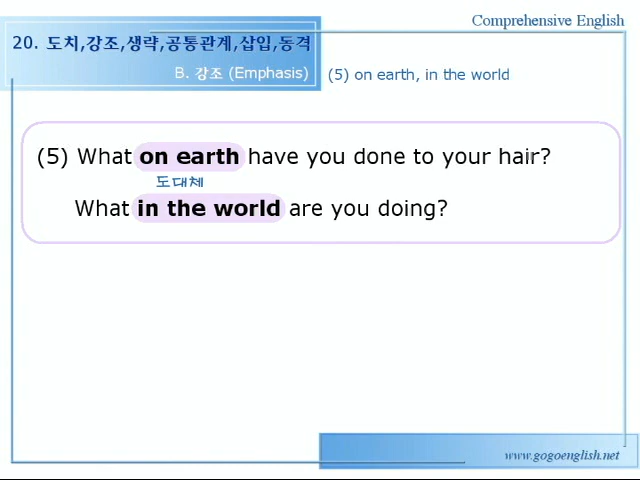 Comprehensive English
20. 도치,강조,생략,공통관계,삽입,동격
B. 강조 (Emphasis)
(5) on earth, in the world
(5) What on earth have you done to your hair?
도대체
What in the world are you doing?
www.gogoenglish.net